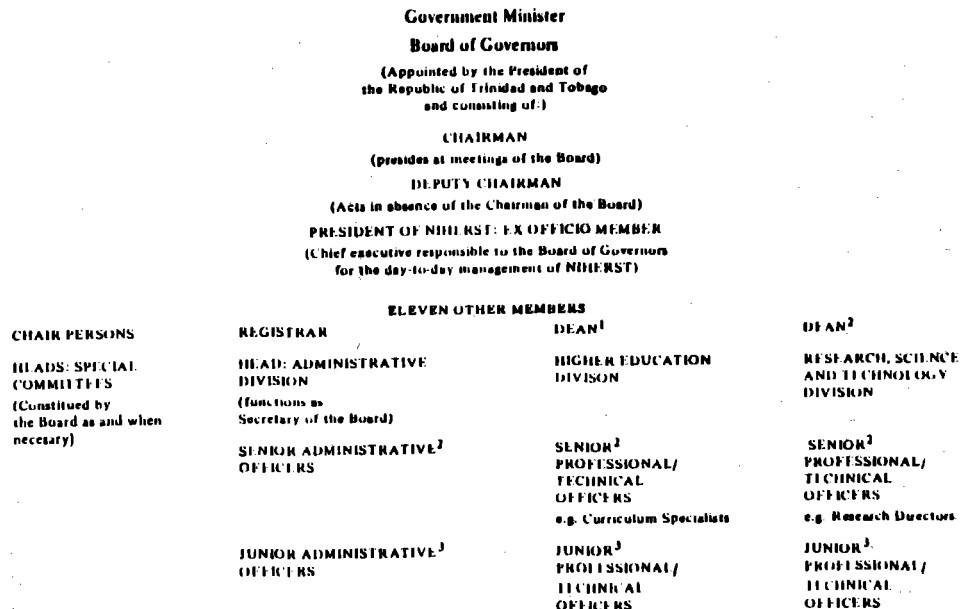 Government Minister
Board of Governors
(Appointed by the President of
the Republic of Trinidad and Tobago
and consisting of:)
CHAIRMAN
(presides at meetings of the Board)
DEPUTY CHAIRMAN
(Acts in absence of the Chairman of the Board)
PRESIDENT OF NIHERST: EX OFFICIO MEMBER
(Chief executive responsible to the Board of Governors
for the day-to-day management of NIHERST)
ELEVEN OTHER MEMBERS
CHAIR PERSONS
HEADS: SPECIAL
COMMITTEES
(Constitued by
the Board as and when
necesary)
REGISTRAR
HEAD: ADMINISTRATIVE
DIVISION
(functions as
Secretary of the Board)
SENIOR ADMINISTRATIVE²
OFFICERS
JUNIOR ADMINISTRATIVE³
OFFICERS
DEAN¹
HIGHER EDUCATION
DIVISON
SENIOR²
PROFESSIONAL/
TECHNICAL
OFFICERS
e.g. Curriculum Specialists
JUNIOR³
PROFESSIONAL/
TECHNICAL
OFFICERS
DEAN²
RESEARCH, SCIENCE
AND TECHNOLOGY
DIVISION
SENIOR²
PROFESSIONAL/
TECHNICAL
OFFICERS
e.g. Research Directors
JUNIOR³
PROFESSIONAL/
TECHNICAL
OFFICERS